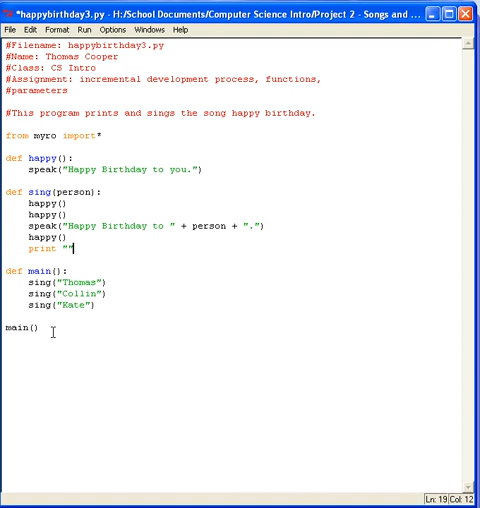 *happybirthday3.py - H:/School Documents/Computer Science Intro/Project 2 - Songs and ...
File Edit Format Run Options Windows Help
#Filename: happybirthday3.py
#Name: Thomas Cooper
#Class: CS Intro
#Assignment: incremental development process, functions,
#parameters
#This program prints and sings the song happy birthday.
from myro import*
def happy():
    speak("Happy Birthday to you.")
def sing(person):
    happy()
    happy()
    speak("Happy Birthday to " + person + ".")
    happy()
    print ""
def main():
    sing("Thomas")
    sing("Collin")
    sing("Kate")
main()
Ln: 19 Col: 12